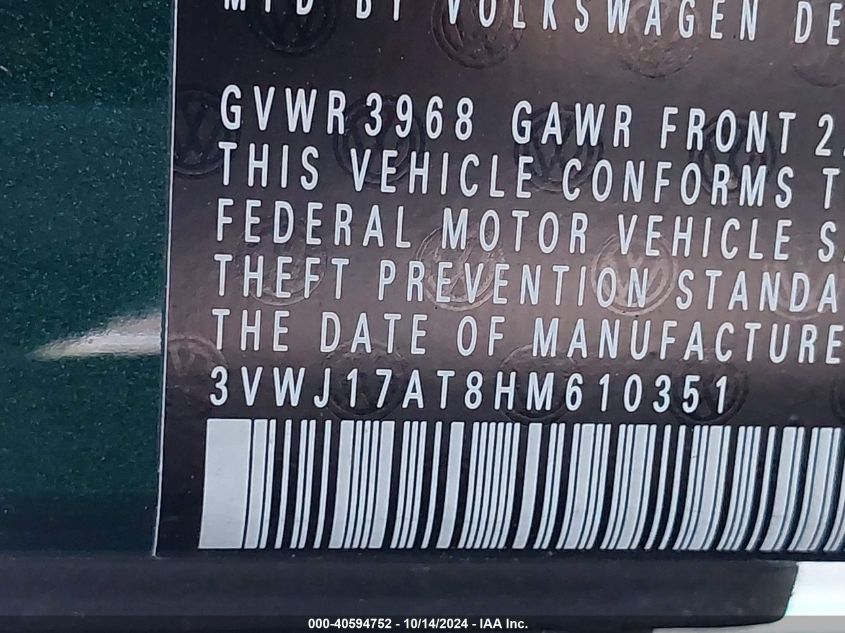 MFD BY VOLKSWAGEN DE
GVWR 3968 GAWR FRONT 2
THIS VEHICLE CONFORMS T
FEDERAL MOTOR VEHICLE S
THEFT PREVENTION STANDA
THE DATE OF MANUFACTURE
3VWJ17AT8HM610351
000-40594752 - 10/14/2024 - IAA Inc.